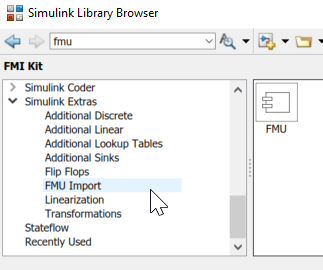 Simulink Library Browser
fmu
FMI Kit
Simulink Coder
Simulink Extras
Additional Discrete
Additional Linear
Additional Lookup Tables
Additional Sinks
Flip Flops
FMU Import
Linearization
Transformations
Stateflow
Recently Used
FMU